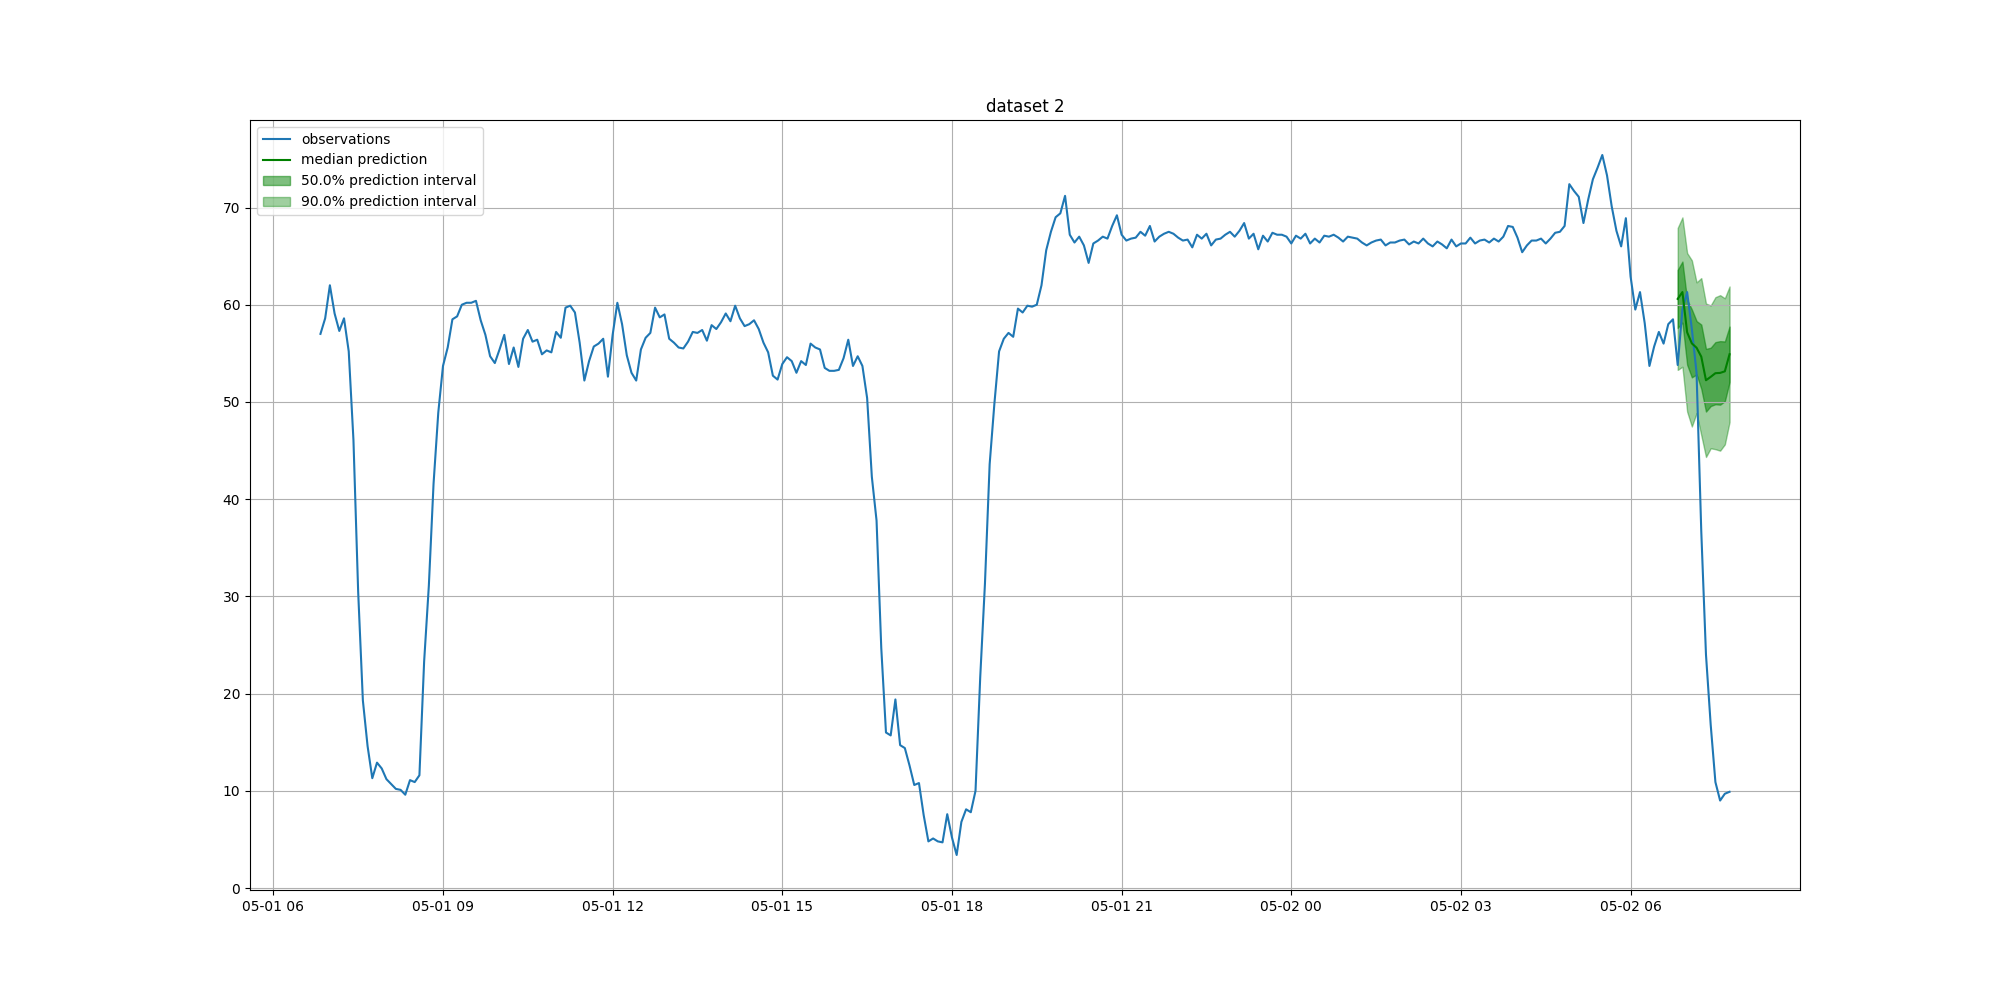 dataset 2
observations
median prediction
50.0% prediction interval
90.0% prediction interval
70
60
50
40
30
20
10
0
05-01 06 05-01 09 05-01 12 05-01 15 05-01 18 05-01 21 05-02 00 05-02 03 05-02 06